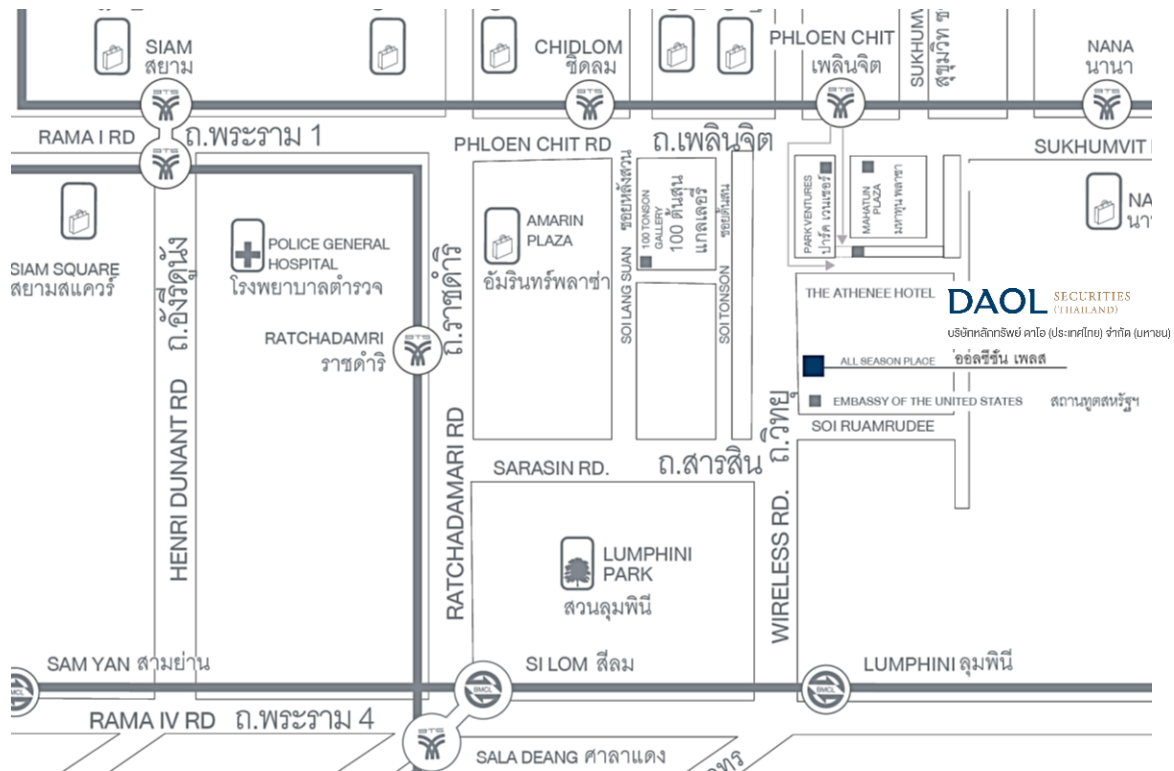 SIAM
สยาม
CHIDLOM
ชิดลม
PHLOEN CHIT
เพลินจิต
NANA
นานา
BTS
BTS
BTS
BTS
BTS
RAMA I RD
ถ.พระราม 1
PHLOEN CHIT RD
ถ.เพลินจิต
SUKHUMVIT
SIAM SQUARE
สยามสแควร์
ถ.อังรีดูนัง
HENRI DUNANT RD
POLICE GENERAL
HOSPITAL
โรงพยาบาลตำรวจ
RATCHADAMRI
ราชดำริ
BTS
ถ.ราชดำริ
RATCHADAMARI RD
AMARIN
PLAZA
อัมรินทร์พลาซ่า
SOI LANG SUAN
ซอยหลังสวน
100 TONSON
GALLERY
100 ต้นสน
แกลเลอรี่
SOI TONSON
ซอยต้นสน
PARK VENTURES
ปาร์ค เวนเชอร์
MAHATUN
PLAZA
มหาทุน พลาซา
THE ATHENEE HOTEL
DAOL
SECURITIES
(THAILAND)
บริษัทหลักทรัพย์ ดาโอ (ประเทศไทย) จำกัด (มหาชน)
ALL SEASON PLACE
ออลซีซั่น เพลส
EMBASSY OF THE UNITED STATES
สถานทูตสหรัฐฯ
SOI RUAMRUDEE
ถ.วิทยุ
WIRELESS RD.
SARASIN RD.
ถ.สารสิน
LUMPHINI
PARK
สวนลุมพินี
SAM YAN สามย่าน
SI LOM สีลม
LUMPHINI ลุมพินี
BMCL
BMCL
BMCL
RAMA IV RD
ถ.พระราม 4
BTS
SALA DEANG ศาลาแดง